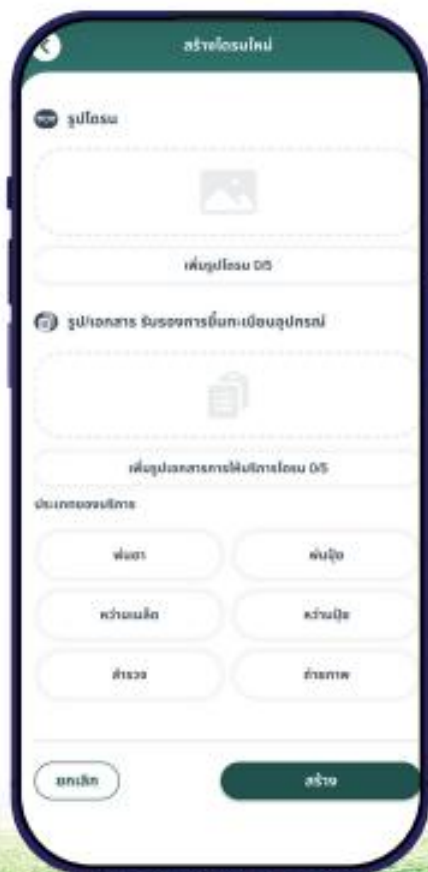 สร้างโดรนใหม่
รูปโดรน
เพิ่มรูปโดรน 0/5
รูป/เอกสาร รับรองการขึ้นทะเบียนอุปกรณ์
เพิ่มรูปเอกสารการให้บริการโดรน 0/5
ประเภทของบริการ
พ่นยา
พ่นปุ๋ย
หว่านเมล็ด
หว่านปุ๋ย
สำรวจ
ถ่ายภาพ
ยกเลิก
สร้าง